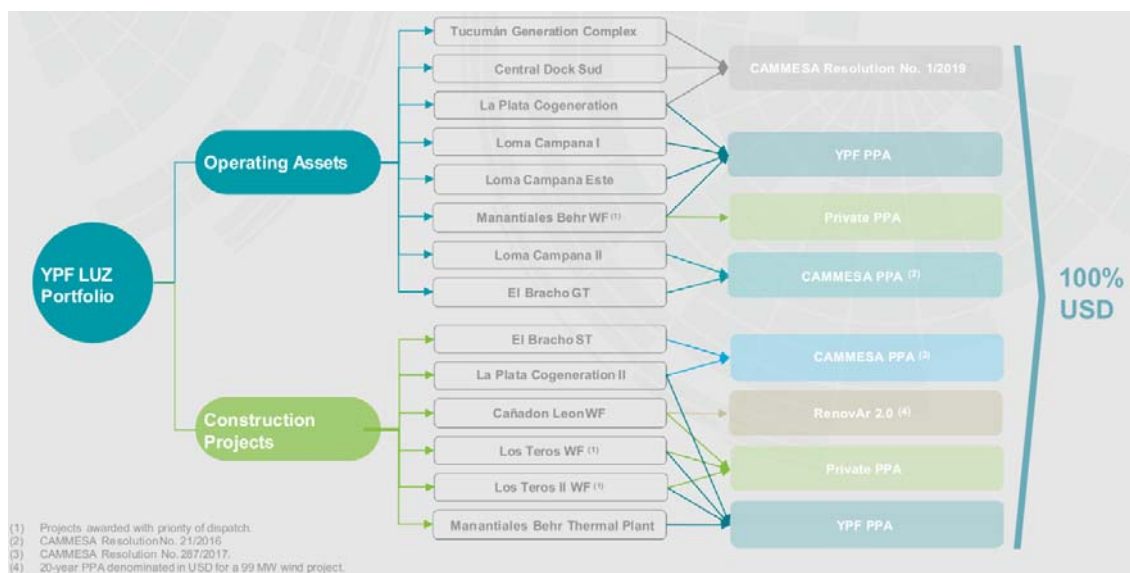 YPF LUZ
Portfolio
Operating Assets
Tucumán Generation Complex
Central Dock Sud
La Plata Cogeneration
Loma Campana I
Loma Campana Este
Manantiales Behr WF (1)
Loma Campana II
El Bracho GT
CAMMESA Resolution No. 1/2019
YPF PPA
Private PPA
CAMMESA PPA (2)
Construction
Projects
El Bracho ST
La Plata Cogeneration II
Cañadon Leon WF
Los Teros WF (1)
Los Teros II WF (1)
Manantiales Behr Thermal Plant
CAMMESA PPA (3)
RenovAr 2.0 (4)
Private PPA
YPF PPA
100%
USD
(1) Projects awarded with priority of dispatch.
(2) CAMMESA Resolution No. 21/2016
(3) CAMMESA Resolution No. 287/2017.
(4) 20-year PPA denominated in USD for a 99 MW wind project.